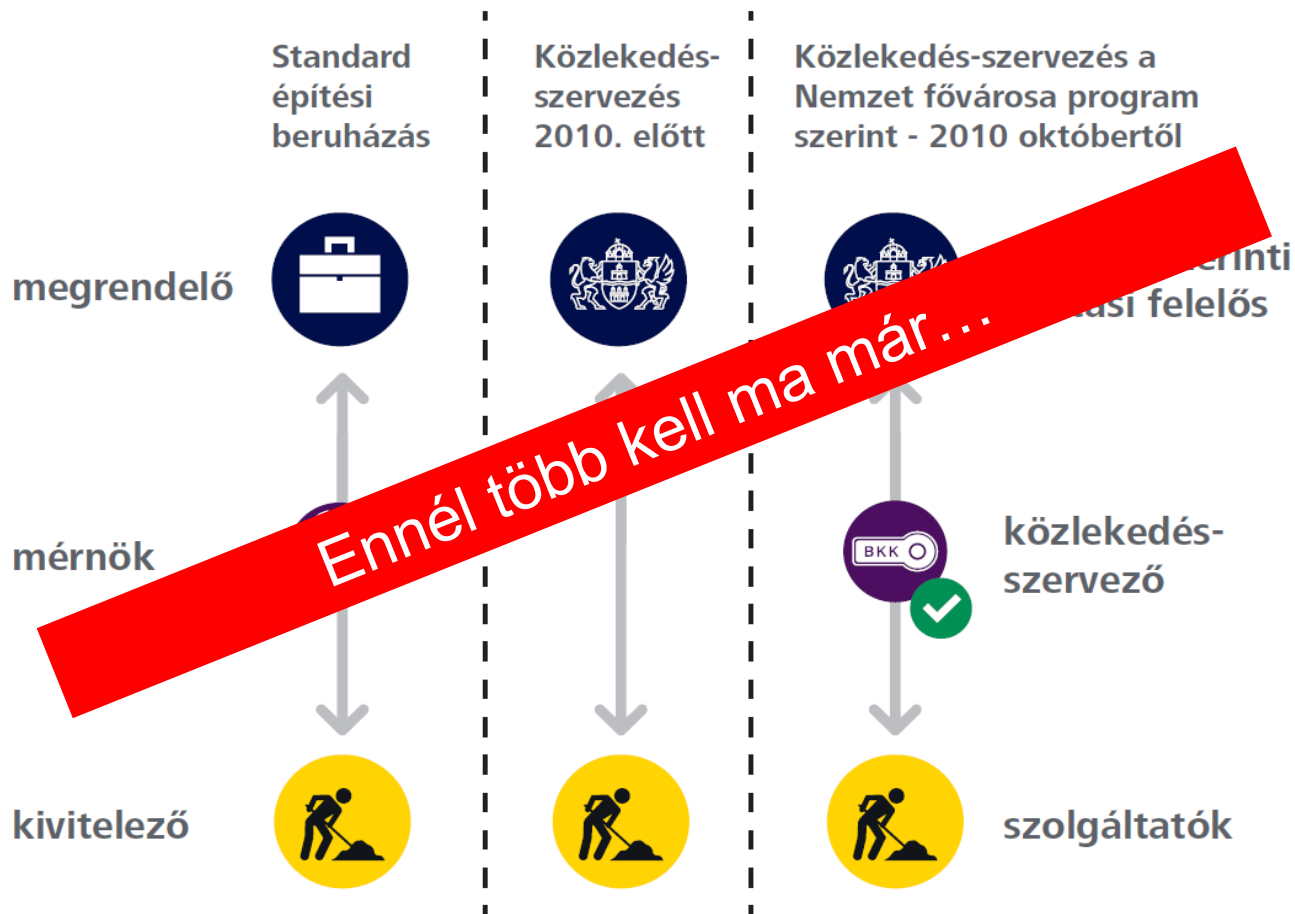 Standard
építési
beruházás
Közlekedés-
szervezés
2010. előtt
Közlekedés-szervezés a
Nemzet fővárosa program
szerint - 2010 októbertől
megrendelő
felelős
Ennél több kell ma már...
mérnök
BKK
közlekedés-
szervező
kivitelező
szolgáltatók